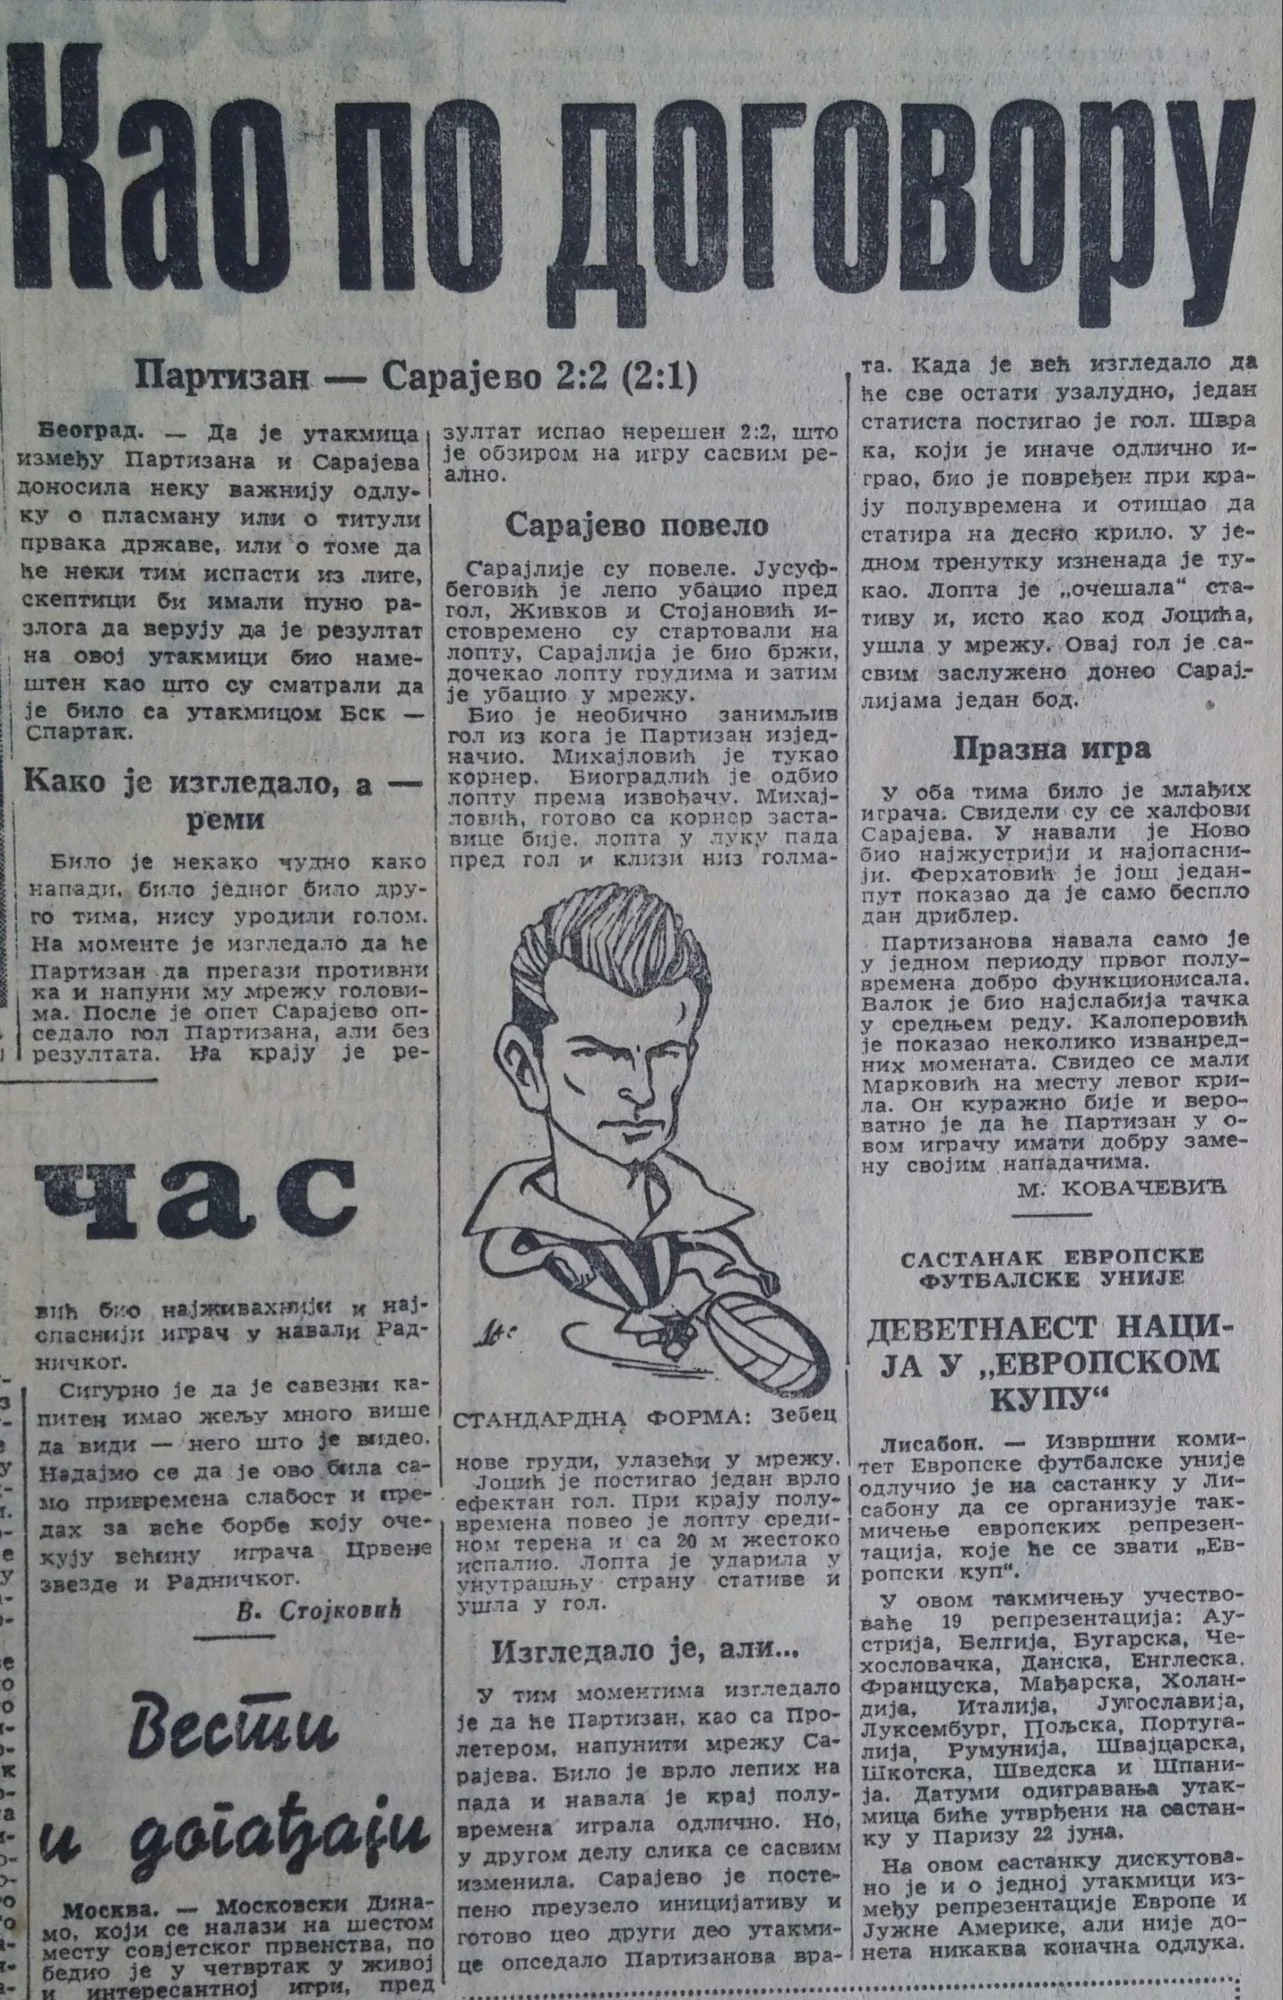 Као по договору
Партизан — Сарајево 2:2 (2:1)
Београд. — Да је утакмица
између Партизана и Сарајева
доносила неку важнију одлу-
ку о пласману или о титули
првака државе, или о томе да
ће неки тим испасти из лиге,
скептици би имали пуно ра-
злога да верују да је резултат
на овој утакмици био наме-
штен као што су сматрали да
је било са утакмицом Бск —
Спартак.
Како је изгледало, а —
реми
Било је некако чудно како
напади, било једног било дру-
го тима, нису уродили голом.
На моменте је изгледало да ће
Партизан да прегази противни
ка и напуни му мрежу голови-
ма. После је опет Сарајево оп-
седало гол Партизана, али без
резултата. На крају је ре-
зултат испао нерешен 2:2, што
је обзиром на игру сасвим ре-
ално.
Сарајево повело
Сарајлије су повеле. Јусуф-
беговић је лепо убацио пред
гол, Живков и Стојановић и-
стовремено су стартовали на
лопту, Сарајлија је био бржи,
дочекао лопту грудима и затим
је убацио у мрежу.
Био је необично занимљив
гол из кога је Партизан изјед-
начио. Михајловић је тукао
корнер. Биоградлић је одбио
лопту према извођачу. Михај-
ловић, готово са корнер заста-
вице бије, лопта у луку пада
пред гол и клизи низ голма-
СТАНДАРДНА ФОРМА: Зебец
нове груди, улазећи у мрежу.
Јоцић је постигао један врло
ефектан гол. При крају полу-
времена повео је лопту среди-
ном терена и са 20 м жестоко
испалио. Лопта је ударила у
унутрашњу страну стативе и
ушла у гол.
Изгледало је, али...
У тим моментима изгледало
је да ће Партизан, као са Про-
летером, напунити мрежу Са-
рајева. Било је врло лепих на
пада и навала је крај полу-
времена играла одлично. Но,
у другом делу слика се сасвим
изменила. Сарајево је посте-
пено преузело иницијативу и
готово цео други део утакми-
це опседало Партизанова вра-
та. Када је већ изгледало да
ће све остати узалудно, један
статиста постигао је гол. Швра
ка, који је иначе одлично и-
грао, био је повређен при кра-
ју полувремена и отишао да
статира на десно крило. У је-
дном тренутку изненада је ту-
као. Лопта је „очешала“ ста-
тиву и, исто као код Јоцића,
ушла у мрежу. Овај гол је са-
свим заслужено донео Сарај-
лијама један бод.
Празна игра
У оба тима било је млађих
играча. Свидели су се халфови
Сарајева. У навали је Ново
био најжустрији и најопасни-
ји. Ферхатовић је још један-
пут показао да је само беспло
дан дриблер.
Партизанова навала само је
у једном периоду првог полу-
времена добро функционисала.
Валок је био најслабија тачка
у средњем реду. Калоперовић
је показао неколико изванред-
них момената. Свидео се мали
Марковић на месту левог кри-
ла. Он куражно бије и веро-
ватно је да ће Партизан у о-
вом играчу имати добру заме-
ну својим нападачима.
М. КОВАЧЕВИЋ
САСТАНАК ЕВРОПСКЕ
ФУТБАЛСКЕ УНИЈЕ
ДЕВЕТНАЕСТ НАЦИ-
ЈА У „ЕВРОПСКОМ
КУПУ“
Лисабон. — Извршни коми-
тет Европске футбалске уније
одлучио је на састанку у Ли-
сабону да се организује так-
мичење европских репрезен-
тација, које ће се звати „Ев-
ропски куп“.
У овом такмичењу учество-
ваће 19 репрезентација: Ау-
стрија, Белгија, Бугарска, Че-
хословачка, Данска, Енглеска,
Француска, Мађарска, Холан-
дија, Италија, Југославија,
Луксембург, Пољска, Португа-
лија, Румунија, Швајцарска,
Шкотска, Шведска и Шпани-
ја. Датуми одигравања утак-
мица биће утврђени на састан-
ку у Паризу 22 јуна.
На овом састанку дискутова-
но је и о једној утакмици из-
међу репрезентације Европе и
Јужне Америке, али није до-
нета никаква коначна одлука.
час
вић био најживахнији и нај-
опаснији играч у навали Рад-
ничког.
Сигурно је да је савезни ка-
питен имао жељу много више
да види — него што је видео.
Надајмо се да је ово била са-
мо привремена слабост и пре-
дах за веће борбе коју оче-
кују већину играча Црвене
звезде и Радничког.
В. Стојковић
Вести
и догађаји
Москва. — Московски Дина-
мо, који се налази на шестом
месту совјетског првенства, по
бедио је у четвртак у живој
и интересантној игри, пред